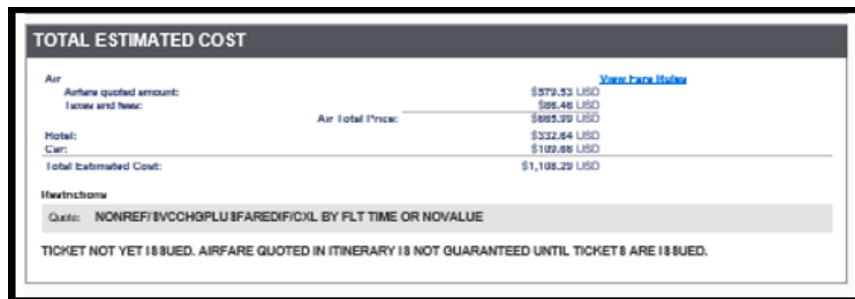 TOTAL ESTIMATED COST
Air View Fare Rules
Airfare quoted amount: $579.53 USD
Taxes and fees: $86.46 USD
Air Total Price: $665.99 USD
Hotel: $332.64 USD
Car: $109.66 USD
Total Estimated Cost: $1,108.29 USD
Restrictions
Quote: NONREF/SVCCHGPLUSFAREDIF/CXL BY FLT TIME OR NOVALUE
TICKET NOT YET ISSUED. AIRFARE QUOTED IN ITINERARY IS NOT GUARANTEED UNTIL TICKETS ARE ISSUED.